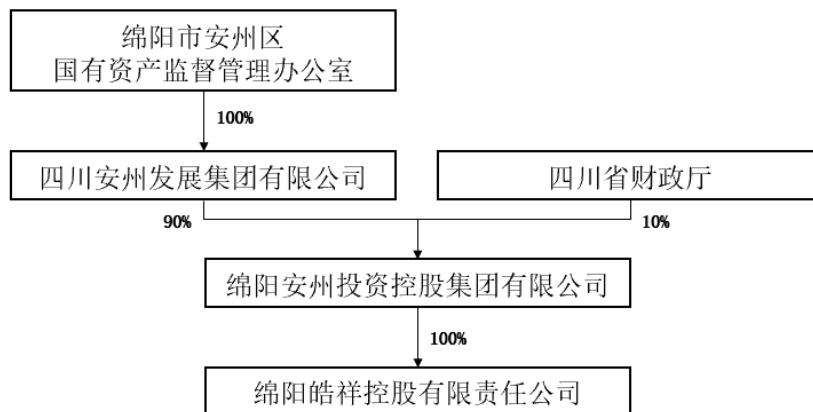 绵阳市安州区
国有资产监督管理办公室
100%
四川安州发展集团有限公司
四川省财政厅
90%
10%
绵阳安州投资控股集团有限公司
100%
绵阳皓祥控股有限责任公司